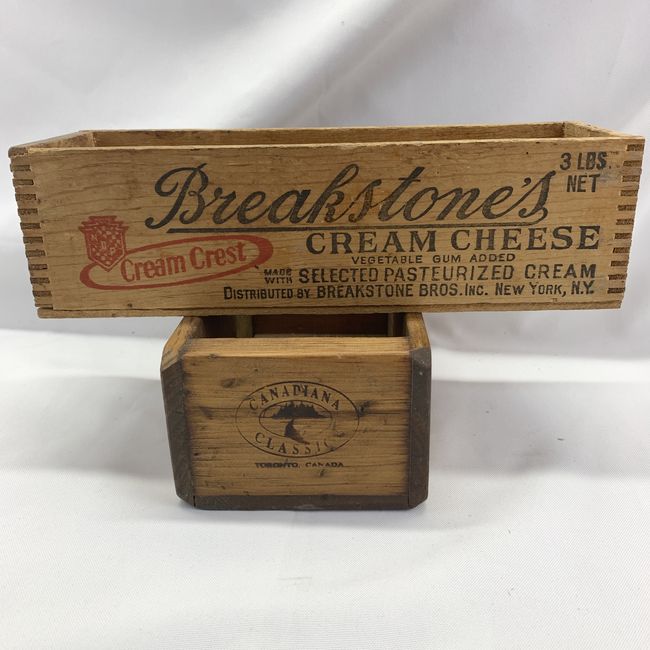 Breakstone's
3 LBS.
NET
CREAM CHEESE
VEGETABLE GUM ADDED
MADE WITH SELECTED PASTEURIZED CREAM
DISTRIBUTED BY BREAKSTONE BROS. INC. NEW YORK, N.Y.
Cream Crest
CANADIANA
CLASSICS
TORONTO, CANADA